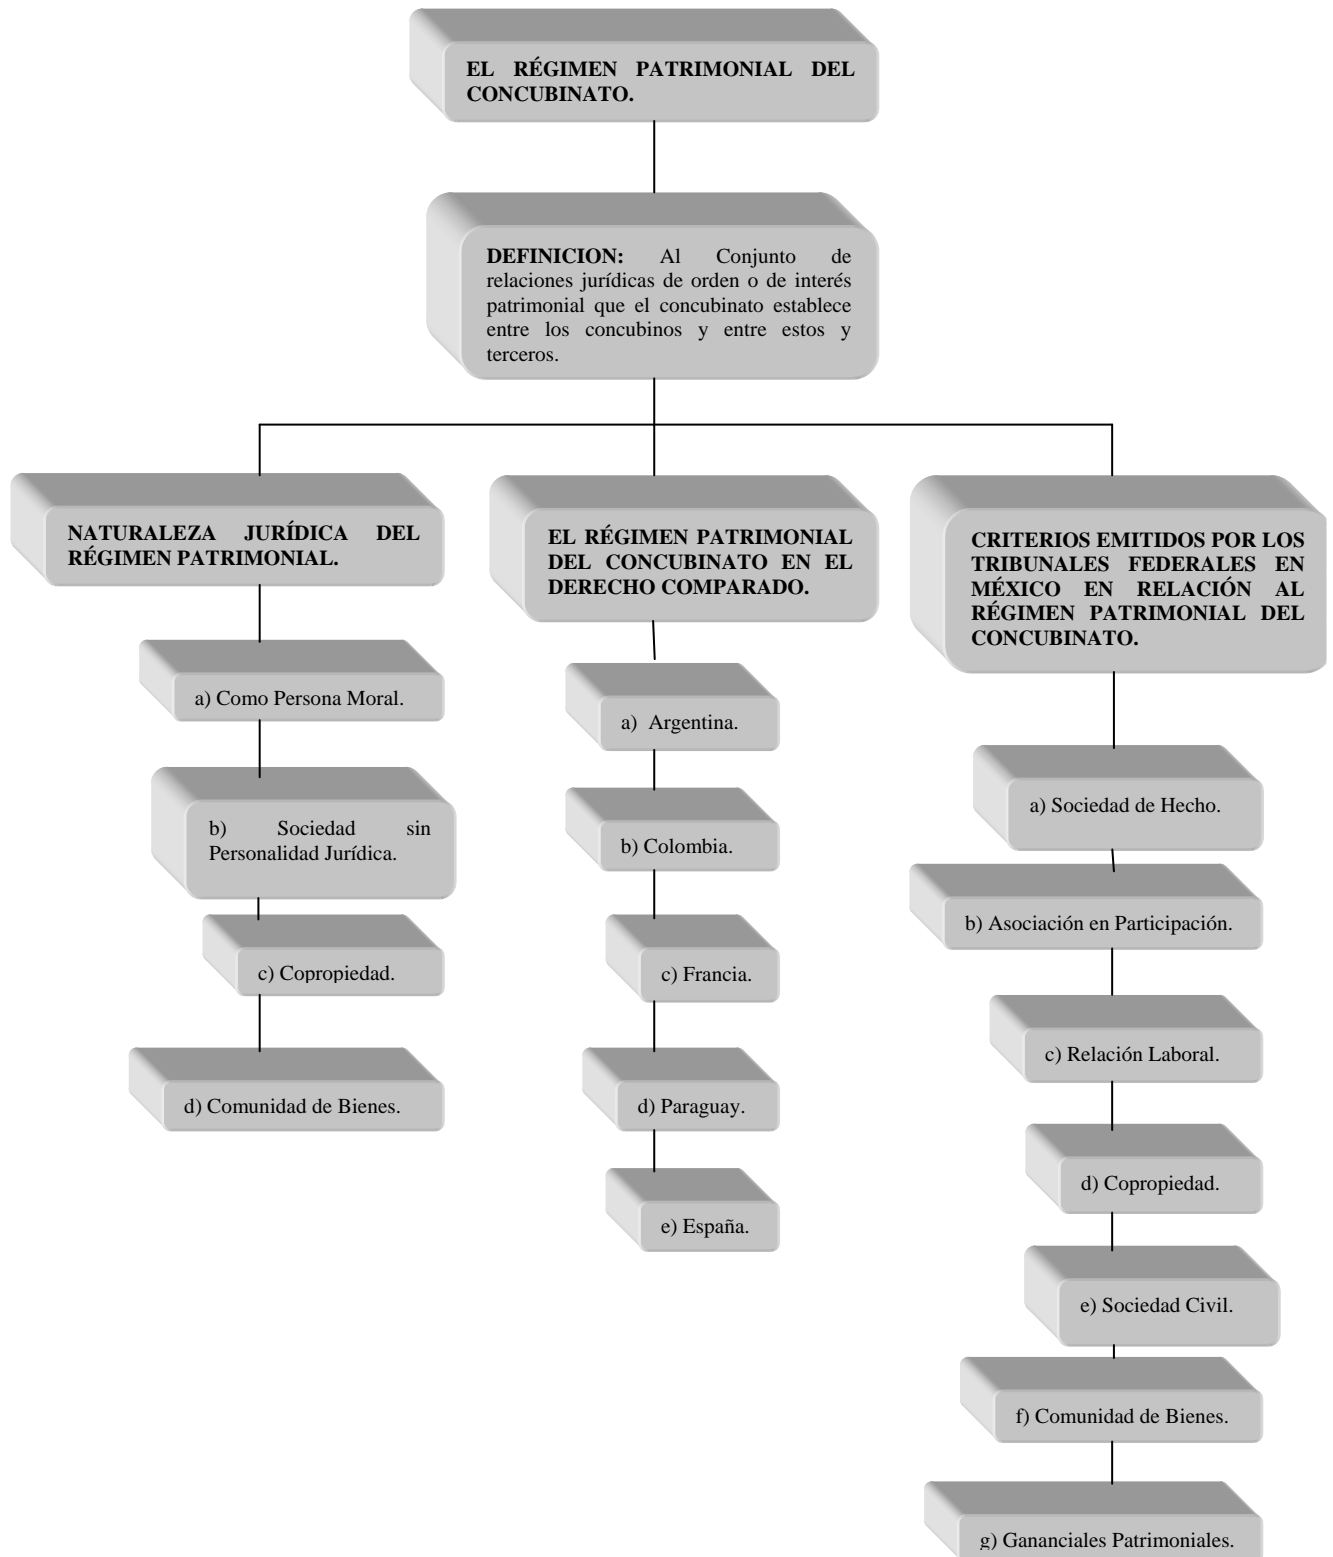 EL RÉGIMEN PATRIMONIAL DEL
CONCUBINATO.
DEFINICION: Al Conjunto de
relaciones jurídicas de orden o de interés
patrimonial que el concubinato establece
entre los concubinos y entre estos y
terceros.
NATURALEZA JURÍDICA DEL
RÉGIMEN PATRIMONIAL.
a) Como Persona Moral.
b) Sociedad sin
Personalidad Jurídica.
c) Copropiedad.
d) Comunidad de Bienes.
EL RÉGIMEN PATRIMONIAL
DEL CONCUBINATO EN EL
DERECHO COMPARADO.
a) Argentina.
b) Colombia.
c) Francia.
d) Paraguay.
e) España.
CRITERIOS EMITIDOS POR LOS
TRIBUNALES FEDERALES EN
MÉXICO EN RELACIÓN AL
RÉGIMEN PATRIMONIAL DEL
CONCUBINATO.
a) Sociedad de Hecho.
b) Asociación en Participación.
c) Relación Laboral.
d) Copropiedad.
e) Sociedad Civil.
f) Comunidad de Bienes.
g) Gananciales Patrimoniales.